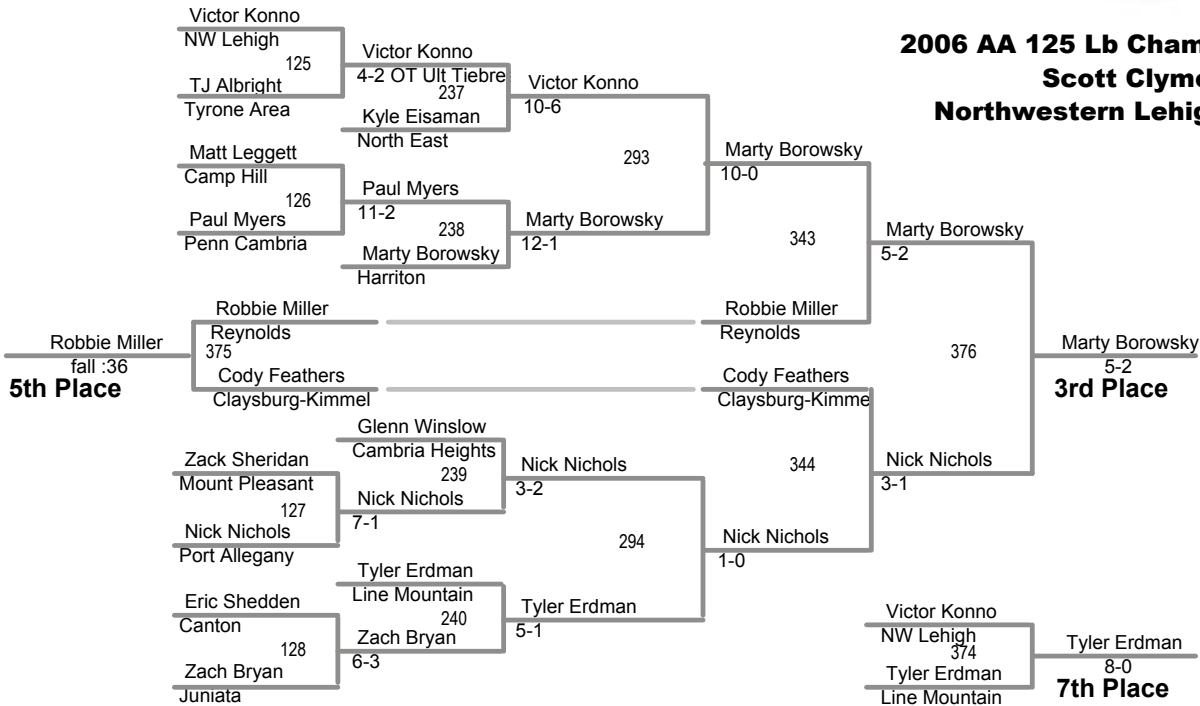 2006 AA 125 Lb Cham
Scott Clyme
Northwestern Lehig
Victor Konno
NW Lehigh
125
TJ Albright
Tyrone Area
Victor Konno
4-2 OT Ult Tiebre
237
Kyle Eisaman
North East
Victor Konno
10-6
Matt Leggett
Camp Hill
126
Paul Myers
Penn Cambria
Paul Myers
11-2
238
Marty Borowsky
Harriton
Marty Borowsky
12-1
293
Marty Borowsky
10-0
343
Robbie Miller
Reynolds
Marty Borowsky
5-2
Robbie Miller
Reynolds
375
Cody Feathers
Claysburg-Kimmel
Robbie Miller
fall :36
5th Place
Cody Feathers
Claysburg-Kimme
376
Marty Borowsky
5-2
3rd Place
Glenn Winslow
Cambria Heights
239
Zack Sheridan
Mount Pleasant
127
Nick Nichols
Port Allegany
Nick Nichols
7-1
Nick Nichols
3-2
294
344
Nick Nichols
3-1
Nick Nichols
1-0
Tyler Erdman
Line Mountain
240
Eric Shedden
Canton
128
Zach Bryan
Juniata
Zach Bryan
6-3
Tyler Erdman
5-1
Victor Konno
NW Lehigh
374
Tyler Erdman
Line Mountain
Tyler Erdman
8-0
7th Place